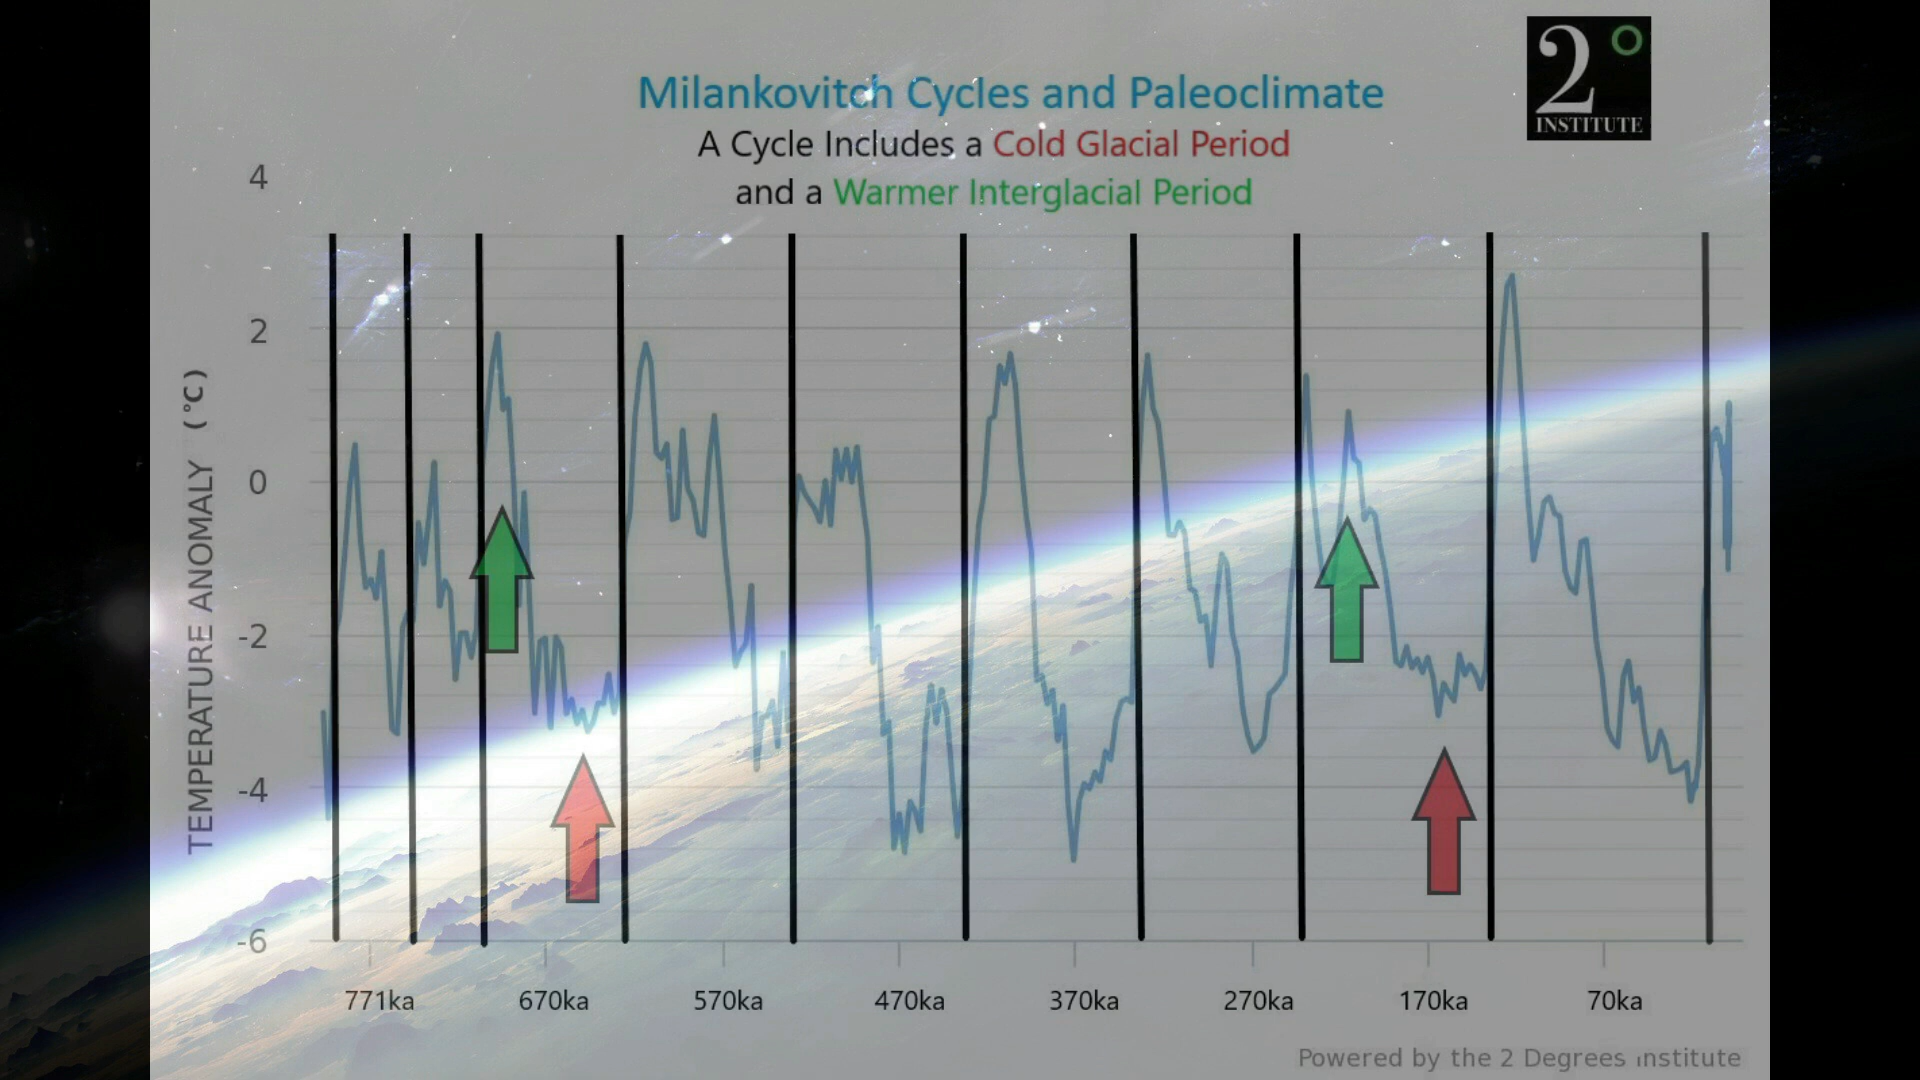 2°
INSTITUTE
Milankovitch Cycles and Paleoclimate
A Cycle Includes a Cold Glacial Period
and a Warmer Interglacial Period
TEMPERATURE ANOMALY (°C)
4
2
0
-2
-4
-6
771ka 670ka 570ka 470ka 370ka 270ka 170ka 70ka
Powered by the 2 Degrees Institute